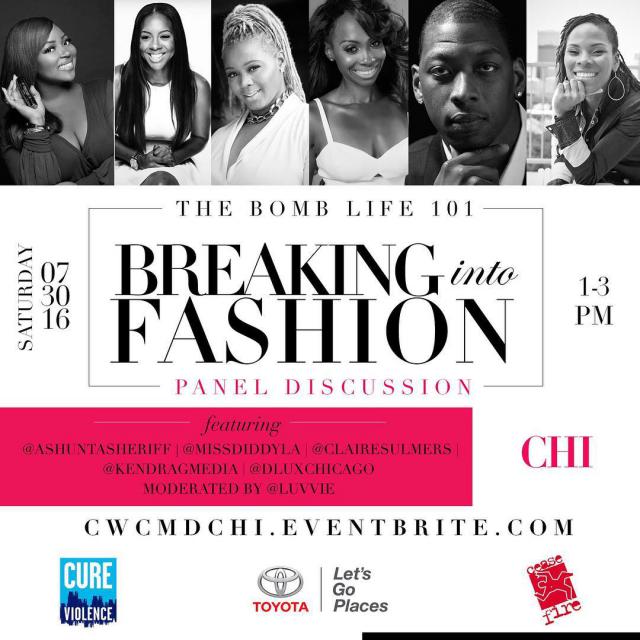 THE BOMB LIFE 101
SATURDAY
07
30
16
BREAKING into
FASHION
1-3
PM
PANEL DISCUSSION
featuring
@ASHUNTASHERIFF | @MISSDIDDYLA | @CLAIRESULMERS |
@KENDRAGMEDIA | @DLUXCHICAGO
MODERATED BY @LUVVIE
CHI
CWCMDCHI.EVENTBRITE.COM
CURE
VIOLENCE
TOYOTA
Let's
Go
Places
cease
fire